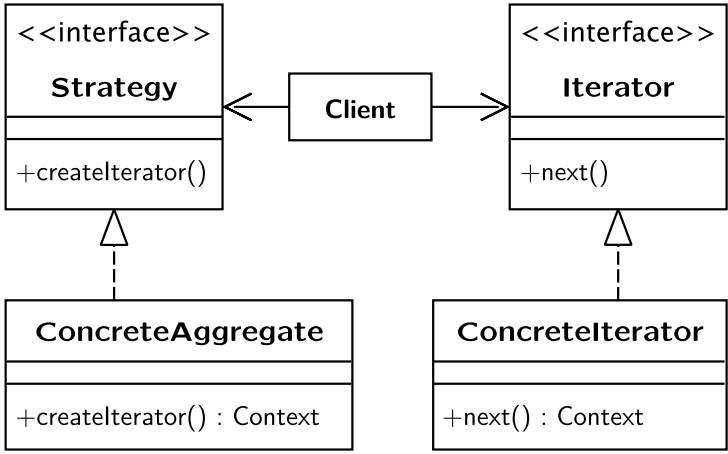 <<interface>>
Strategy
+createIterator()
Client
<<interface>>
Iterator
+next()
ConcreteAggregate
+createIterator() : Context
ConcreteIterator
+next() : Context